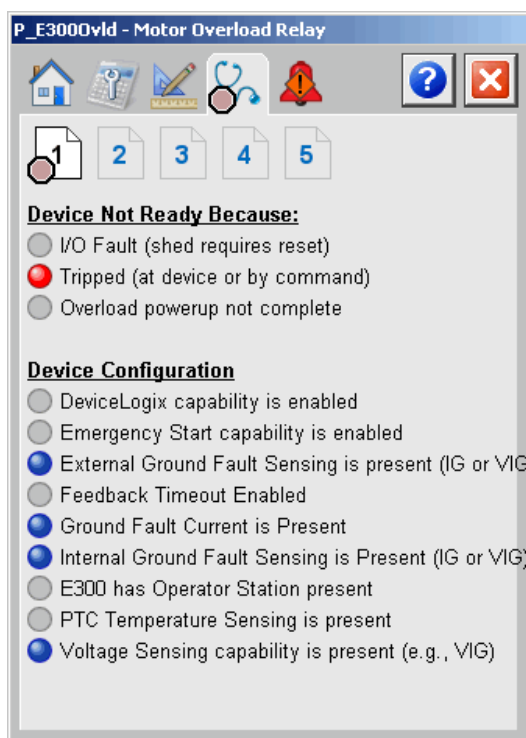 P_E300Ovld - Motor Overload Relay
?
1 2 3 4 5
Device Not Ready Because:
I/O Fault (shed requires reset)
Tripped (at device or by command)
Overload powerup not complete
Device Configuration
DeviceLogix capability is enabled
Emergency Start capability is enabled
External Ground Fault Sensing is present (IG or VIG
Feedback Timeout Enabled
Ground Fault Current is Present
Internal Ground Fault Sensing is Present (IG or VIG)
E300 has Operator Station present
PTC Temperature Sensing is present
Voltage Sensing capability is present (e.g., VIG)